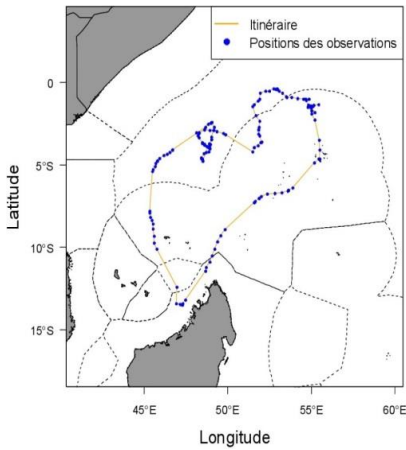 Itinéraire
Positions des observations
0
5°S
10°S
15°S
Latitude
45°E
50°E
55°E
60°E
Longitude